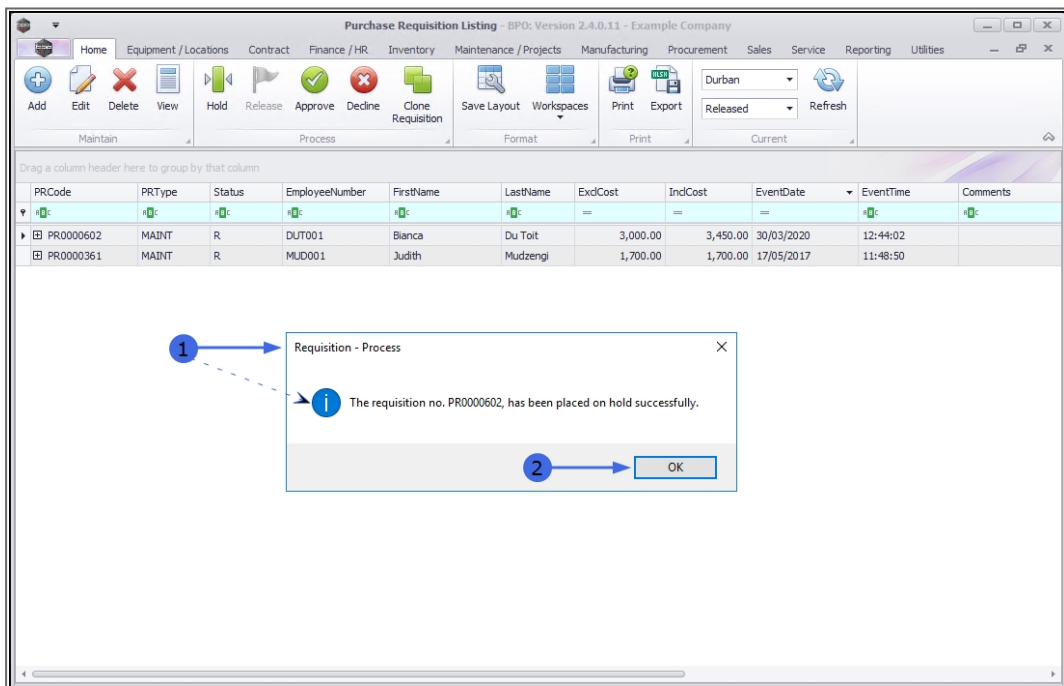 Purchase Requisition Listing - BPO: Version 2.4.0.11 - Example Company
Home Equipment / Locations Contract Finance / HR Inventory Maintenance / Projects Manufacturing Procurement Sales Service Reporting Utilities
Add Edit Delete View Hold Release Approve Decline Clone Requisition Save Layout Workspaces Print Export Durban Released Refresh
Maintain Process Format Print Current
Drag a column header here to group by that column
PRCode PRType Status EmployeeNumber FirstName LastName ExclCost InclCost EventDate EventTime Comments
PR0000602 MAINT R DUT001 Bianca Du Toit 3,000.00 3,450.00 30/03/2020 12:44:02
PR0000361 MAINT R MUD001 Judith Mudzengi 1,700.00 1,700.00 17/05/2017 11:48:50
1 Requisition - Process
The requisition no. PR0000602, has been placed on hold successfully.
2 OK